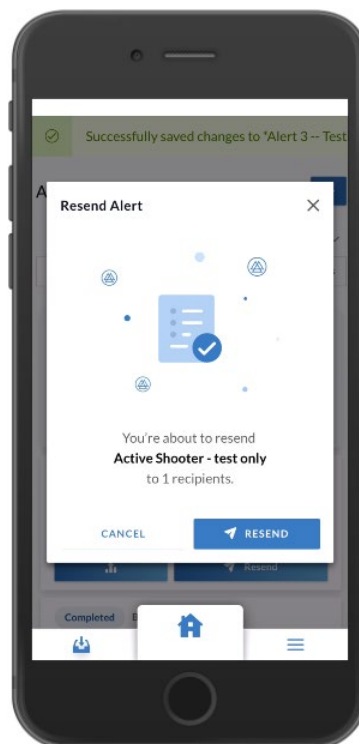 Successfully saved changes to "Alert 3 -- Test
A
Resend Alert
You're about to resend
Active Shooter - test only
to 1 recipients.
CANCEL
RESEND
Resend
Completed